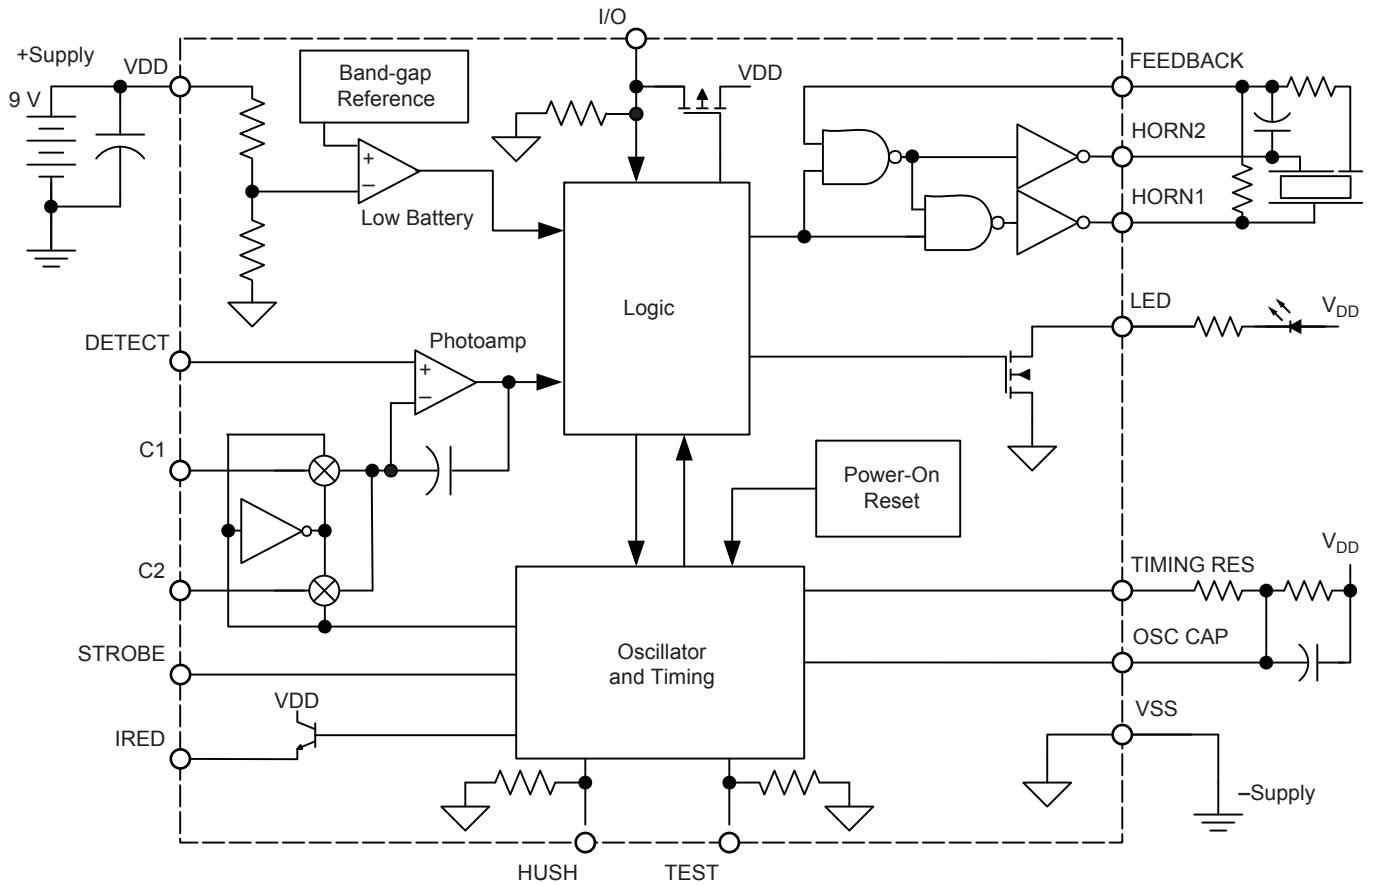 I/O
+Supply
VDD
9 V
Band-gap
Reference
VDD
FEEDBACK
HORN2
HORN1
+
–
Low Battery
Logic
LED
VDD
DETECT
Photoamp
+
–
C1
Power-On
Reset
C2
VDD
TIMING RES
OSC CAP
STROBE
Oscillator
and Timing
VDD
IRED
VSS
–Supply
HUSH
TEST